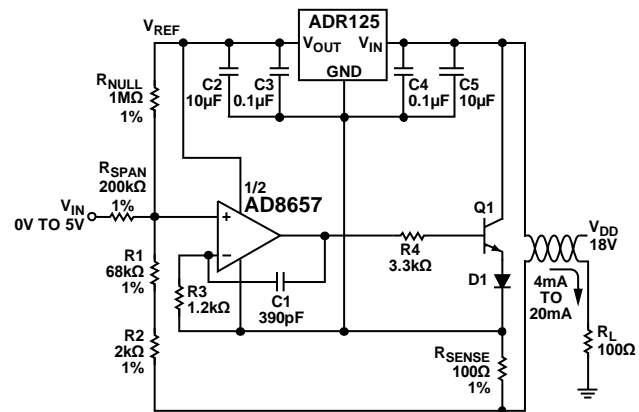 ADR125
VREF
VOUT
VIN
GND
RNULL
1MΩ
1%
C2
10µF
C3
0.1µF
C4
0.1µF
C5
10µF
RSPAN
200kΩ
1%
1/2
AD8657
VIN
0V TO 5V
+
–
Q1
VDD
18V
R1
68kΩ
1%
R4
3.3kΩ
D1
4mA
TO
20mA
R3
1.2kΩ
C1
390pF
R2
2kΩ
1%
RSENSE
100Ω
1%
RL
100Ω